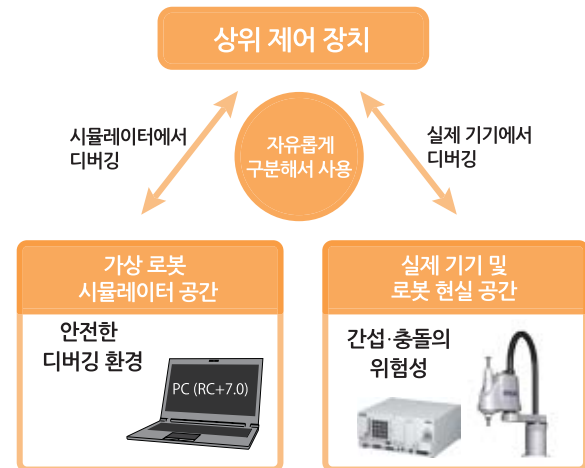 상위 제어 장치
시뮬레이터에서
디버깅
자유롭게
구분해서 사용
실제 기기에서
디버깅
가상 로봇
시뮬레이터 공간
안전한
디버깅 환경
PC (RC+7.0)
실제 기기 및
로봇 현실 공간
간섭·충돌의
위험성